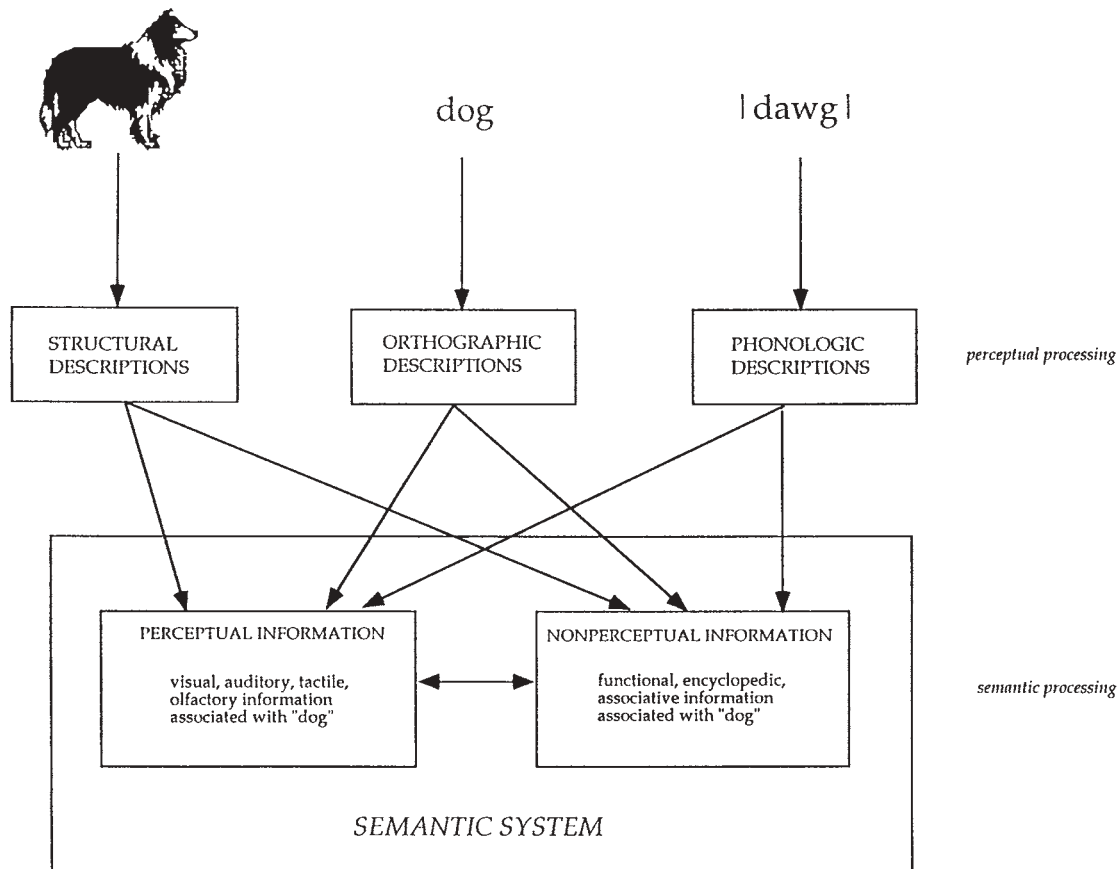 dog
|dawg|
STRUCTURAL
DESCRIPTIONS
ORTHOGRAPHIC
DESCRIPTIONS
PHONOLOGIC
DESCRIPTIONS
perceptual processing
PERCEPTUAL INFORMATION
visual, auditory, tactile,
olfactory information
associated with "dog"
NONPERCEPTUAL INFORMATION
functional, encyclopedic,
associative information
associated with "dog"
semantic processing
SEMANTIC SYSTEM